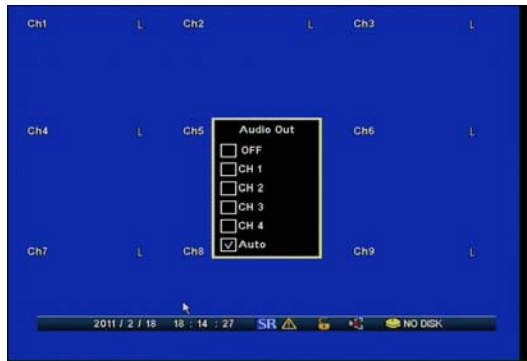 Ch1 L Ch2 L Ch3 L
Ch4 L Ch5 Ch6 L
Audio Out
OFF
CH 1
CH 2
CH 3
CH 4
Auto
Ch7 L Ch8 Ch9 L
2011 / 2 / 18 18 : 14 : 27 SR NO DISK